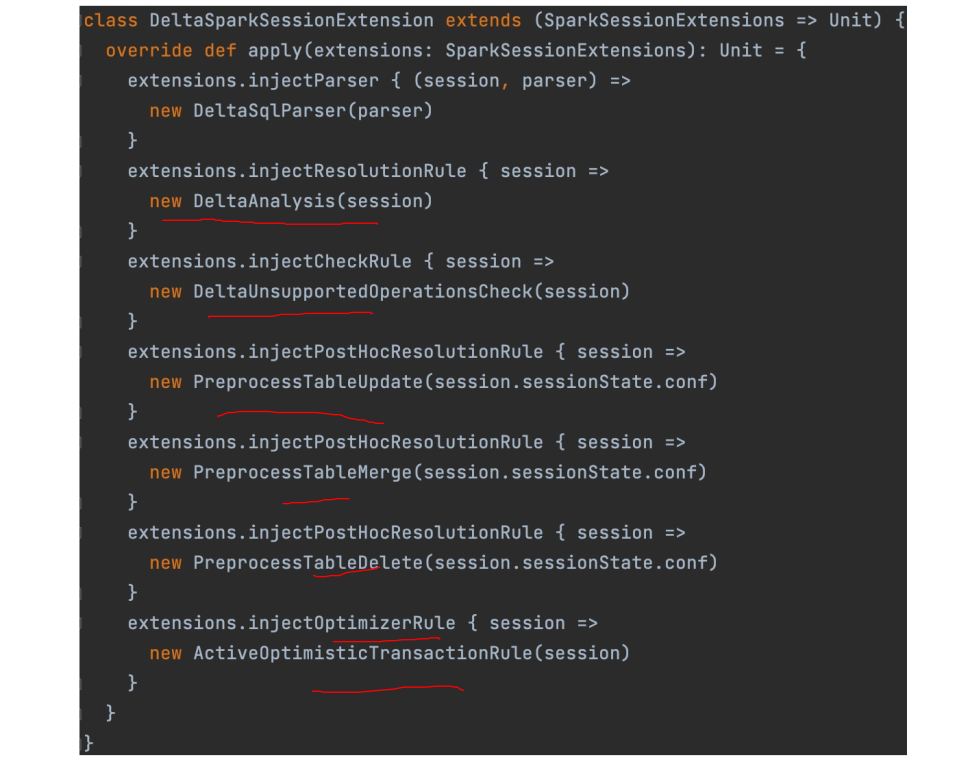 class DeltaSparkSessionExtension extends (SparkSessionExtensions => Unit) {
  override def apply(extensions: SparkSessionExtensions): Unit = {
    extensions.injectParser { (session, parser) =>
      new DeltaSqlParser(parser)
    }
    extensions.injectResolutionRule { session =>
      new DeltaAnalysis(session)
    }
    extensions.injectCheckRule { session =>
      new DeltaUnsupportedOperationsCheck(session)
    }
    extensions.injectPostHocResolutionRule { session =>
      new PreprocessTableUpdate(session.sessionState.conf)
    }
    extensions.injectPostHocResolutionRule { session =>
      new PreprocessTableMerge(session.sessionState.conf)
    }
    extensions.injectPostHocResolutionRule { session =>
      new PreprocessTableDelete(session.sessionState.conf)
    }
    extensions.injectOptimizerRule { session =>
      new ActiveOptimisticTransactionRule(session)
    }
  }
}